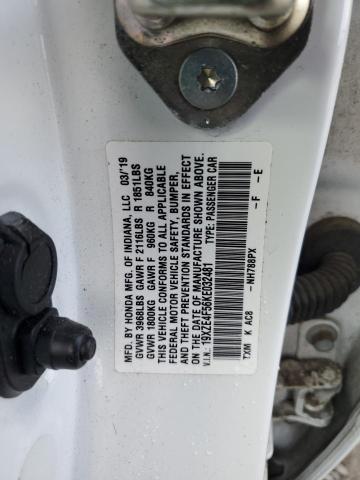 MFD. BY HONDA OF INDIANA, LLC 03/19
GVWR 3968LBS GAWR F 2116LBS R 1851LBS
GVWR 1800KG GAWR F 960KG R 840KG
THIS VEHICLE CONFORMS TO ALL APPLICABLE
FEDERAL MOTOR VEHICLE SAFETY, BUMPER,
AND THEFT PREVENTION STANDARDS IN EFFECT
ON THE DATE OF MANUFACTURE SHOWN ABOVE.
V.I.N.: 19XZE4F56KE032481 TYPE: PASSENGER CAR
TXM K AC8 -NH788PX -F -E